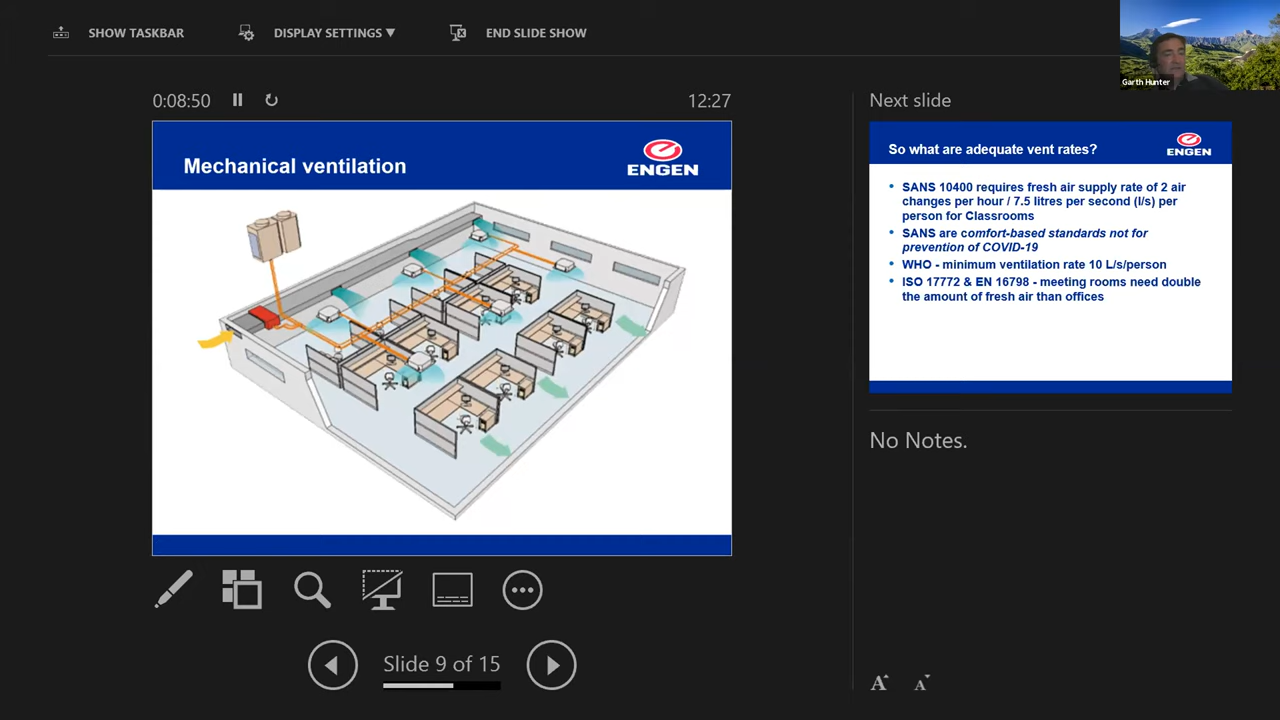 SHOW TASKBAR
DISPLAY SETTINGS ▼
END SLIDE SHOW
Garth Hunter
0:08:50
12:27
Mechanical ventilation
ENGEN
Next slide
So what are adequate vent rates?
ENGEN
• SANS 10400 requires fresh air supply rate of 2 air
changes per hour / 7.5 litres per second (l/s) per
person for Classrooms
• SANS are comfort-based standards not for
prevention of COVID-19
• WHO - minimum ventilation rate 10 L/s/person
• ISO 17772 & EN 16798 - meeting rooms need double
the amount of fresh air than offices
No Notes.
Slide 9 of 15
A A